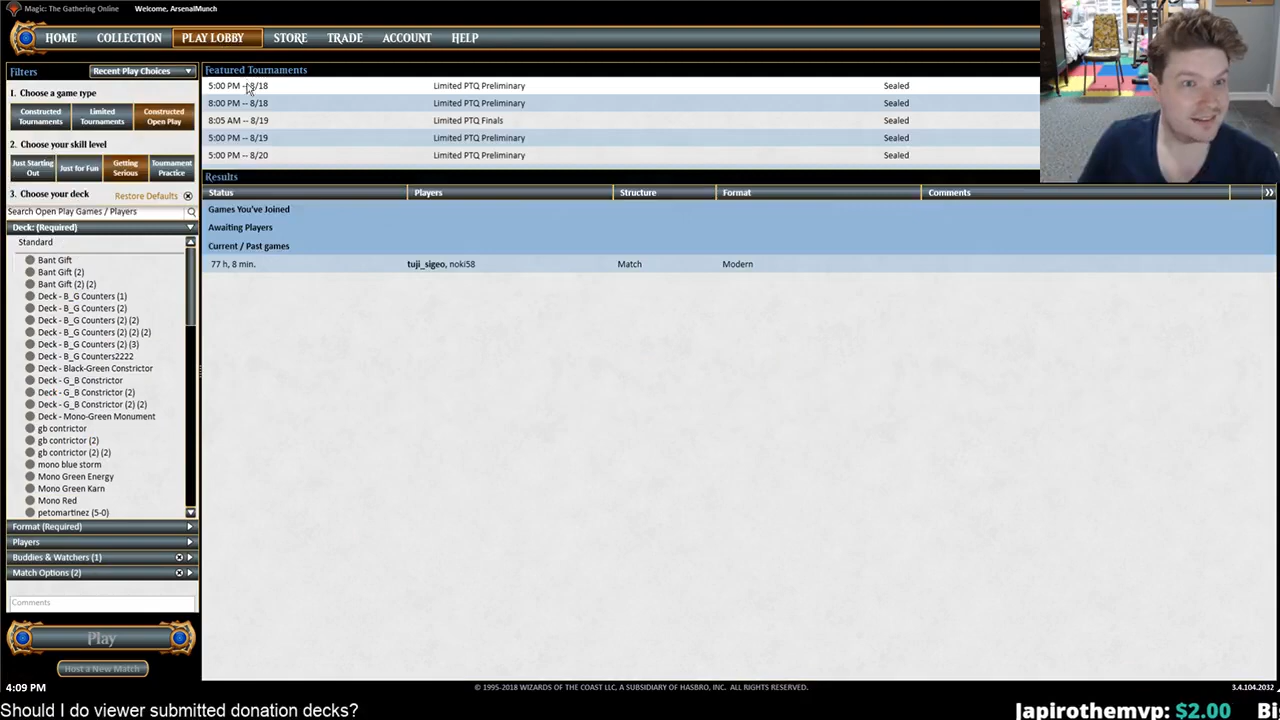 Magic: The Gathering Online Welcome, ArsenalMunch
HOME COLLECTION PLAY LOBBY STORE TRADE ACCOUNT HELP
Filters Recent Play Choices
1. Choose a game type
Constructed Tournaments Limited Tournaments Constructed Open Play
2. Choose your skill level
Just Starting Out Just for Fun Getting Serious Tournament Practice
3. Choose your deck Restore Defaults
Search Open Play Games / Players
Deck: (Required)
Standard
Bant Gift
Bant Gift (2)
Bant Gift (2) (2)
Deck - B_G Counters (1)
Deck - B_G Counters (2)
Deck - B_G Counters (2) (2)
Deck - B_G Counters (2) (2) (2)
Deck - B_G Counters (2) (3)
Deck - B_G Counters2222
Deck - Black-Green Constrictor
Deck - G_B Constrictor
Deck - G_B Constrictor (2)
Deck - G_B Constrictor (2) (2)
Deck - Mono-Green Monument
gb contrictor
gb contrictor (2)
gb contrictor (2) (2)
mono blue storm
Mono Green Energy
Mono Green Karn
Mono Red
petomartinez (5-0)
Format (Required)
Players
Buddies & Watchers (1)
Match Options (2)
Comments
Play
Host a New Match
4:09 PM
Featured Tournaments
5:00 PM -- 8/18 Limited PTQ Preliminary Sealed
8:00 PM -- 8/18 Limited PTQ Preliminary Sealed
8:05 AM -- 8/19 Limited PTQ Finals Sealed
5:00 PM -- 8/19 Limited PTQ Preliminary Sealed
5:00 PM -- 8/20 Limited PTQ Preliminary Sealed
Results
Status Players Structure Format Comments
Games You've Joined
Awaiting Players
Current / Past games
77 h, 8 min. tuji_sigeo, noki58 Match Modern
© 1995-2018 WIZARDS OF THE COAST LLC, A SUBSIDIARY OF HASBRO, INC. ALL RIGHTS RESERVED. 3.4.104.2032
Should I do viewer submitted donation decks? Japirothemvp: $2.00 Bi